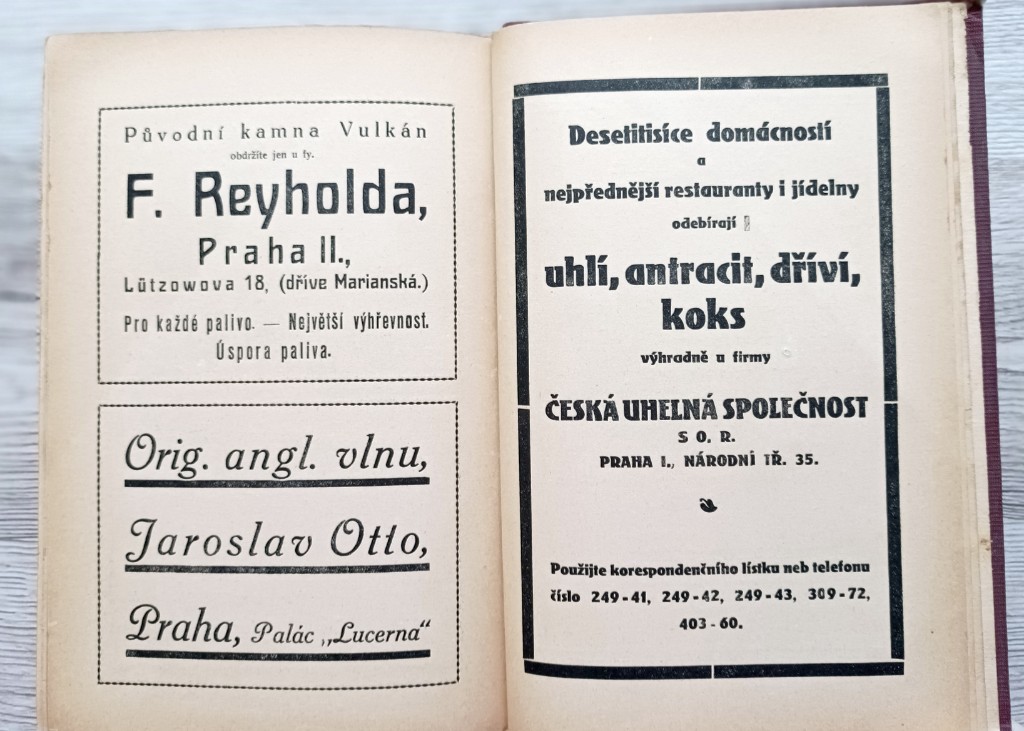 Původní kamna Vulkán
obdržíte jen u fy.
F. Reyholda,
Praha II.,
Lützowova 18, (dříve Marianská.)
Pro každé palivo. — Největší výhřevnost.
Úspora paliva.
Orig. angl. vlnu,
Jaroslav Otto,
Praha, Palác „Lucerna“
Desetitisíce domácností
a
nejpřednější restauranty i jídelny
odebírají
uhlí, antracit, dříví,
koks
výhradně u firmy
ČESKÁ UHELNÁ SPOLEČNOST
S O. R.
PRAHA I., NÁRODNÍ TŘ. 35.
Použijte korespondenčního lístku neb telefonu
číslo 249-41, 249-42, 249-43, 309-72,
403-60.